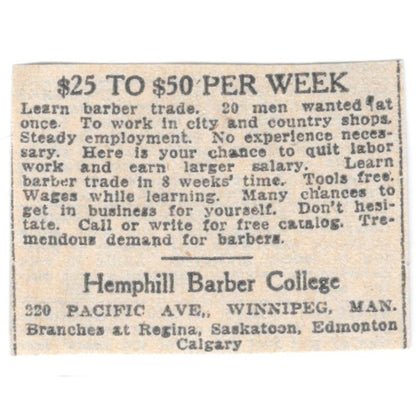 $25 TO $50 PER WEEK
Learn barber trade. 20 men wanted at
once. To work in city and country shops.
Steady employment. No experience neces-
sary. Here is your chance to quit labor
work and earn larger salary. Learn
barber trade in 8 weeks' time. Tools free.
Wages while learning. Many chances to
get in business for yourself. Don't hesi-
tate. Call or write for free catalog. Tre-
mendous demand for barbers.
Hemphill Barber College
220 PACIFIC AVE., WINNIPEG, MAN.
Branches at Regina, Saskatoon, Edmonton
Calgary